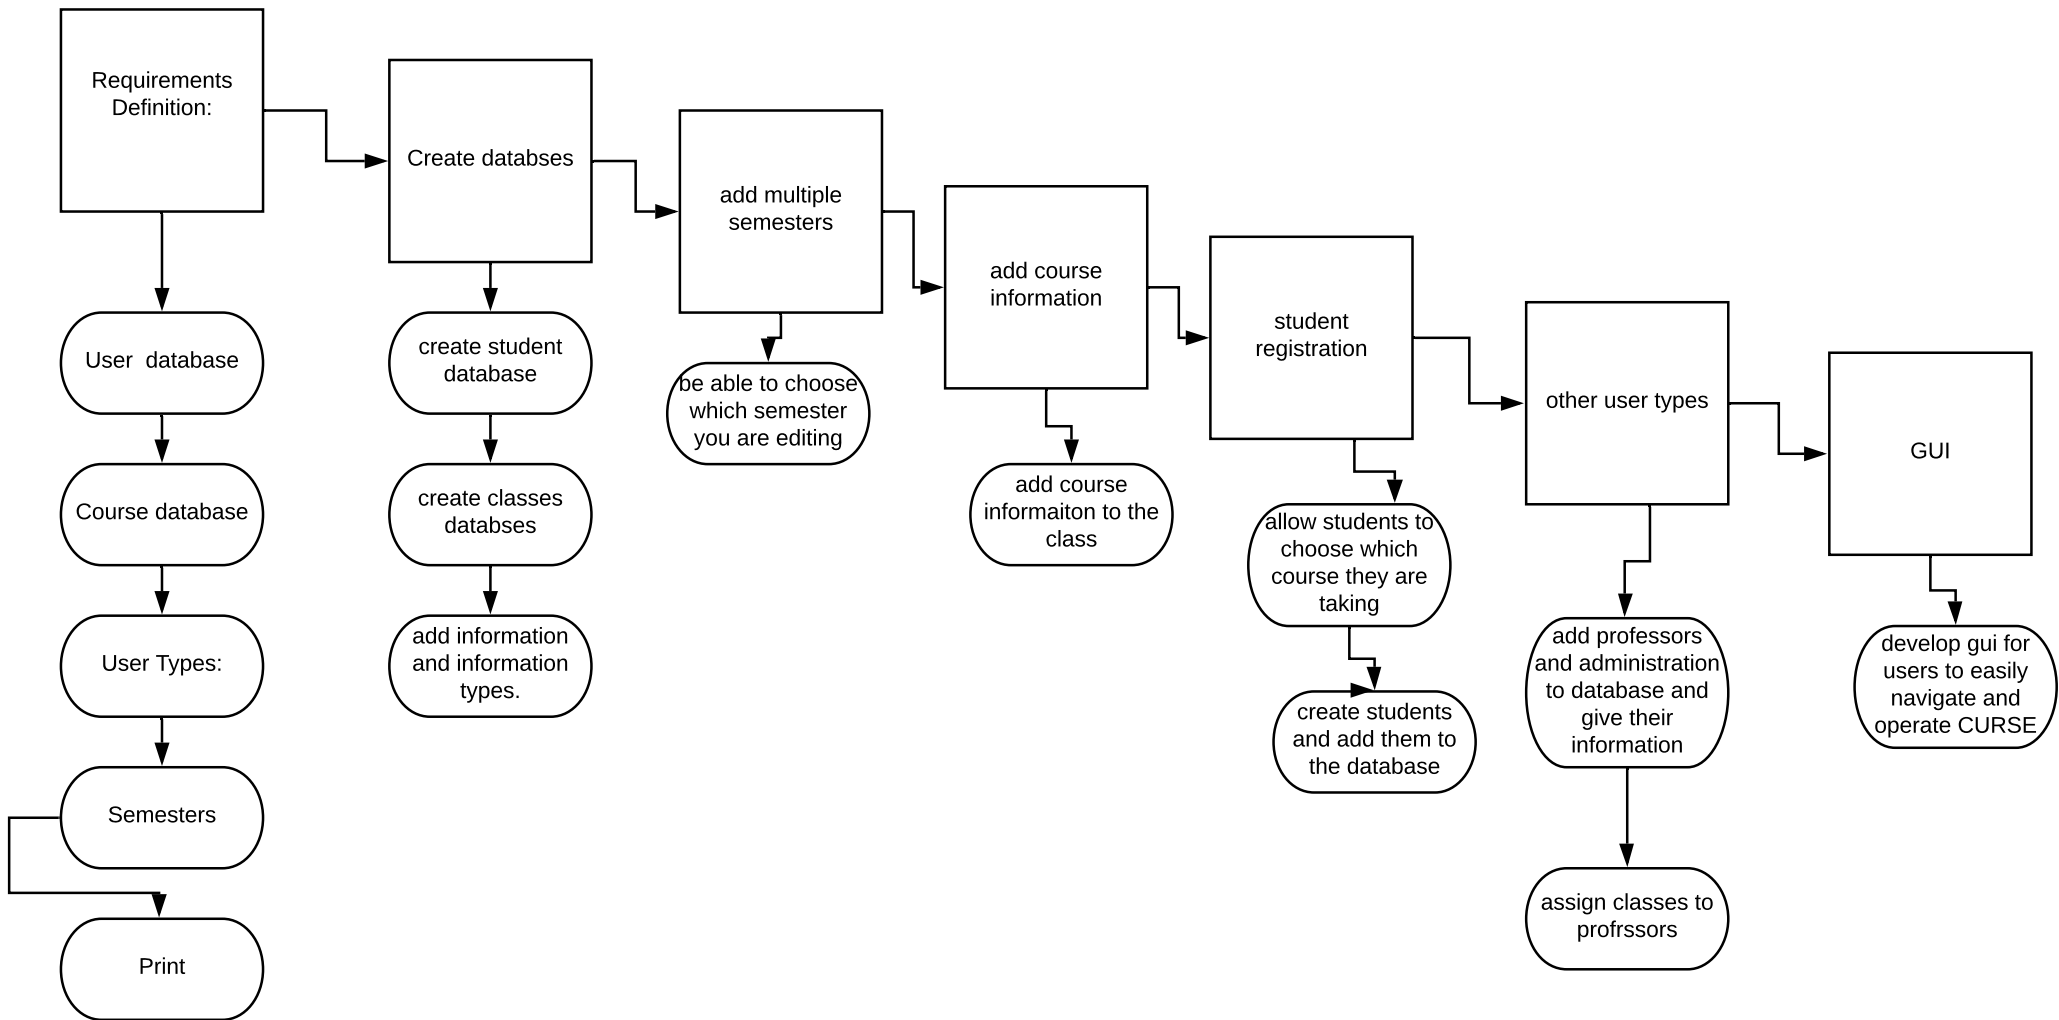 Requirements
Definition:
User  database
Course database
User Types:
Semesters
Print
Create databses
create student
database
create classes
databses
add information
and information
types.
add multiple
semesters
be able to choose
which semester
you are editing
add course
information
add course
informaiton to the
class
student
registration
allow students to
choose which
course they are
taking
create students
and add them to
the database
other user types
add professors
and administration
to database and
give their
information
assign classes to
profrssors
GUI
develop gui for
users to easily
navigate and
operate CURSE